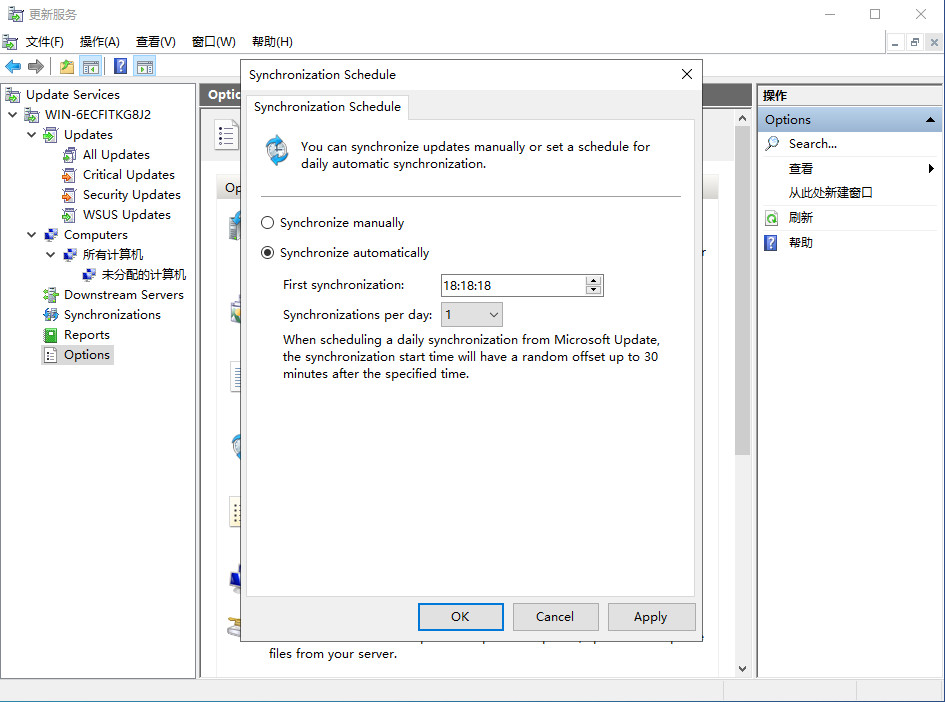 更新服务
文件(F) 操作(A) 查看(V) 窗口(W) 帮助(H)
Update Services
WIN-6ECFITKG8J2
Updates
All Updates
Critical Updates
Security Updates
WSUS Updates
Computers
所有计算机
未分配的计算机
Downstream Servers
Synchronizations
Reports
Options
Synchronization Schedule
Synchronization Schedule
You can synchronize updates manually or set a schedule for
daily automatic synchronization.
Synchronize manually
Synchronize automatically
First synchronization: 18:18:18
Synchronizations per day: 1
When scheduling a daily synchronization from Microsoft Update,
the synchronization start time will have a random offset up to 30
minutes after the specified time.
OK Cancel Apply
files from your server.
操作
Options
Search...
查看
从此处新建窗口
刷新
帮助